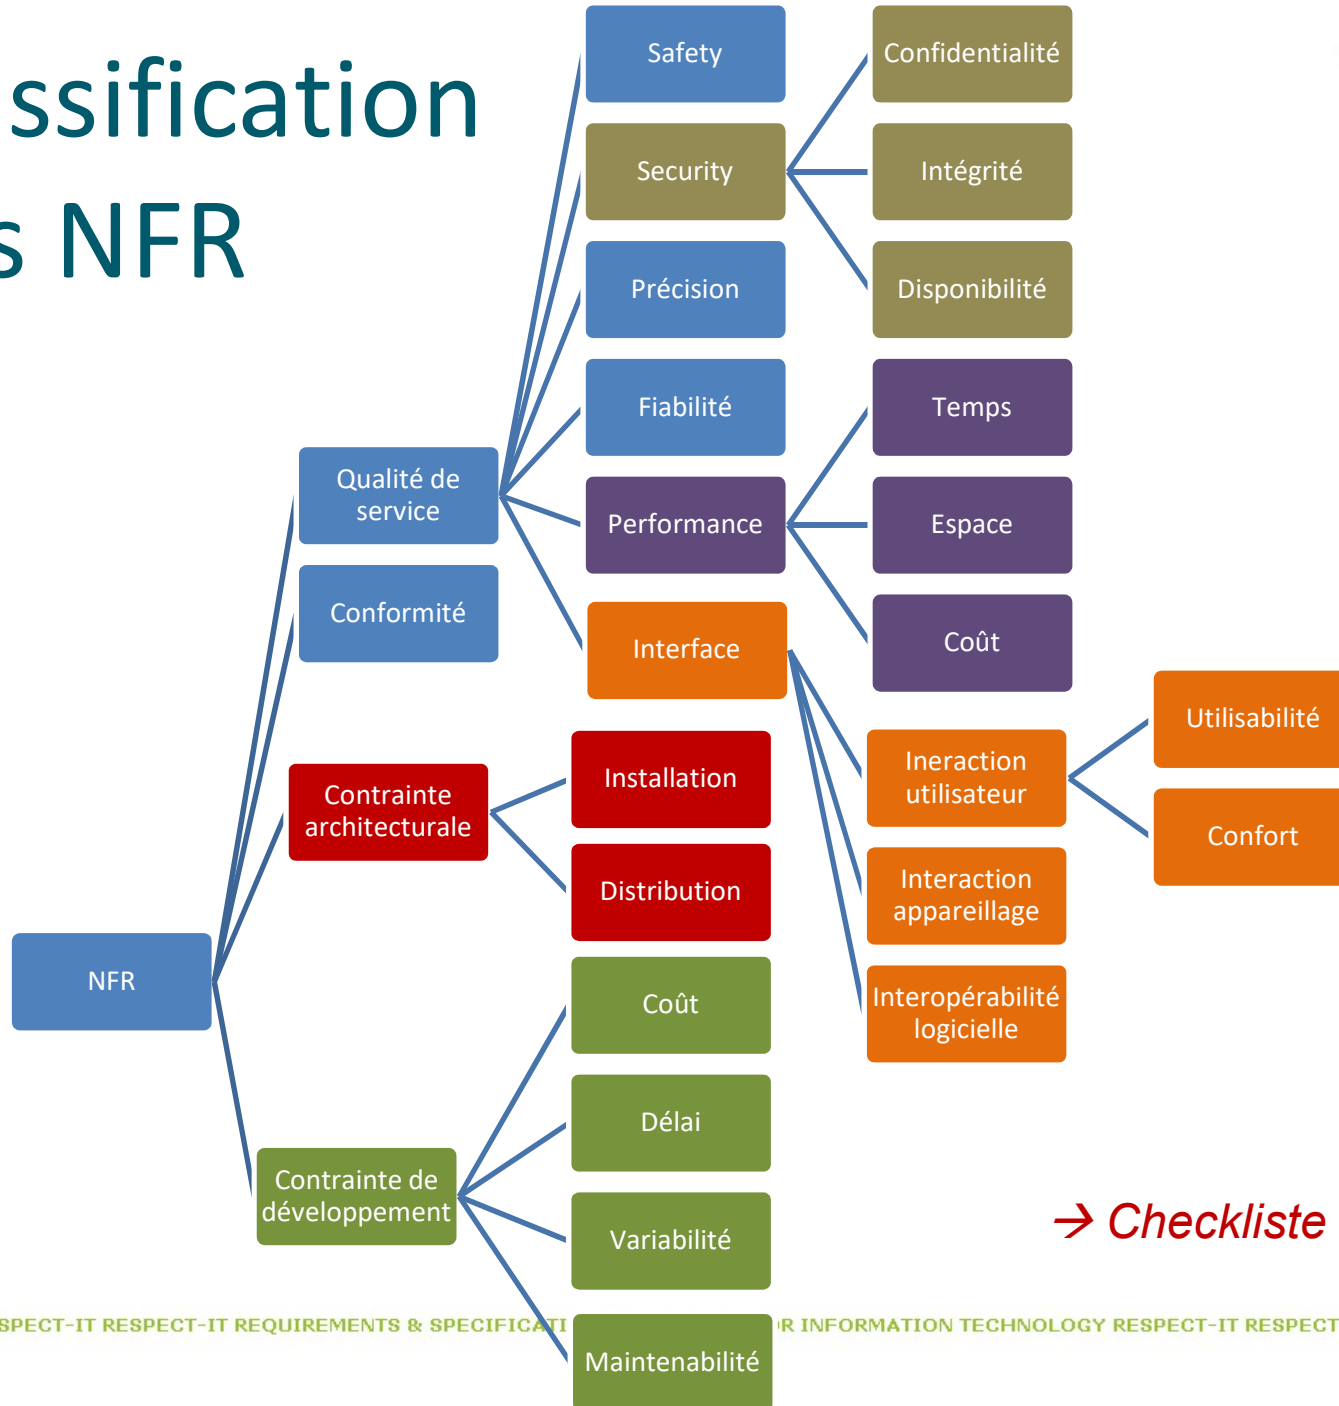 ssification
s NFR
Safety
Confidentialité
Security
Intégrité
Précision
Disponibilité
Fiabilité
Temps
Qualité de
service
Performance
Espace
Conformité
Interface
Coût
Utilisabilité
Contrainte
architecturale
Installation
Ineraction
utilisateur
Confort
Distribution
Interaction
appareillage
NFR
Coût
Interopérabilité
logicielle
Délai
Contrainte de
développement
Variabilité
→ Checkliste
SPECT-IT RESPECT-IT REQUIREMENTS & SPECIFICATI R INFORMATION TECHNOLOGY RESPECT-IT RESPECT
Maintenabilité